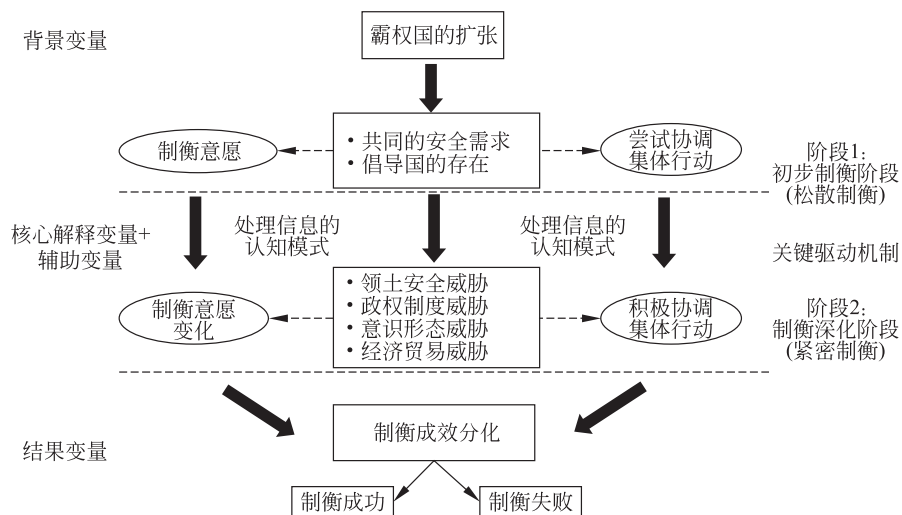 背景变量
霸权国的扩张
制衡意愿
·共同的安全需求
·倡导国的存在
尝试协调
集体行动
阶段1:
初步制衡阶段
(松散制衡)
核心解释变量+
辅助变量
处理信息的
认知模式
处理信息的
认知模式
关键驱动机制
制衡意愿
变化
·领土安全威胁
·政权制度威胁
·意识形态威胁
·经济贸易威胁
积极协调
集体行动
阶段2:
制衡深化阶段
(紧密制衡)
结果变量
制衡成效分化
制衡成功
制衡失败